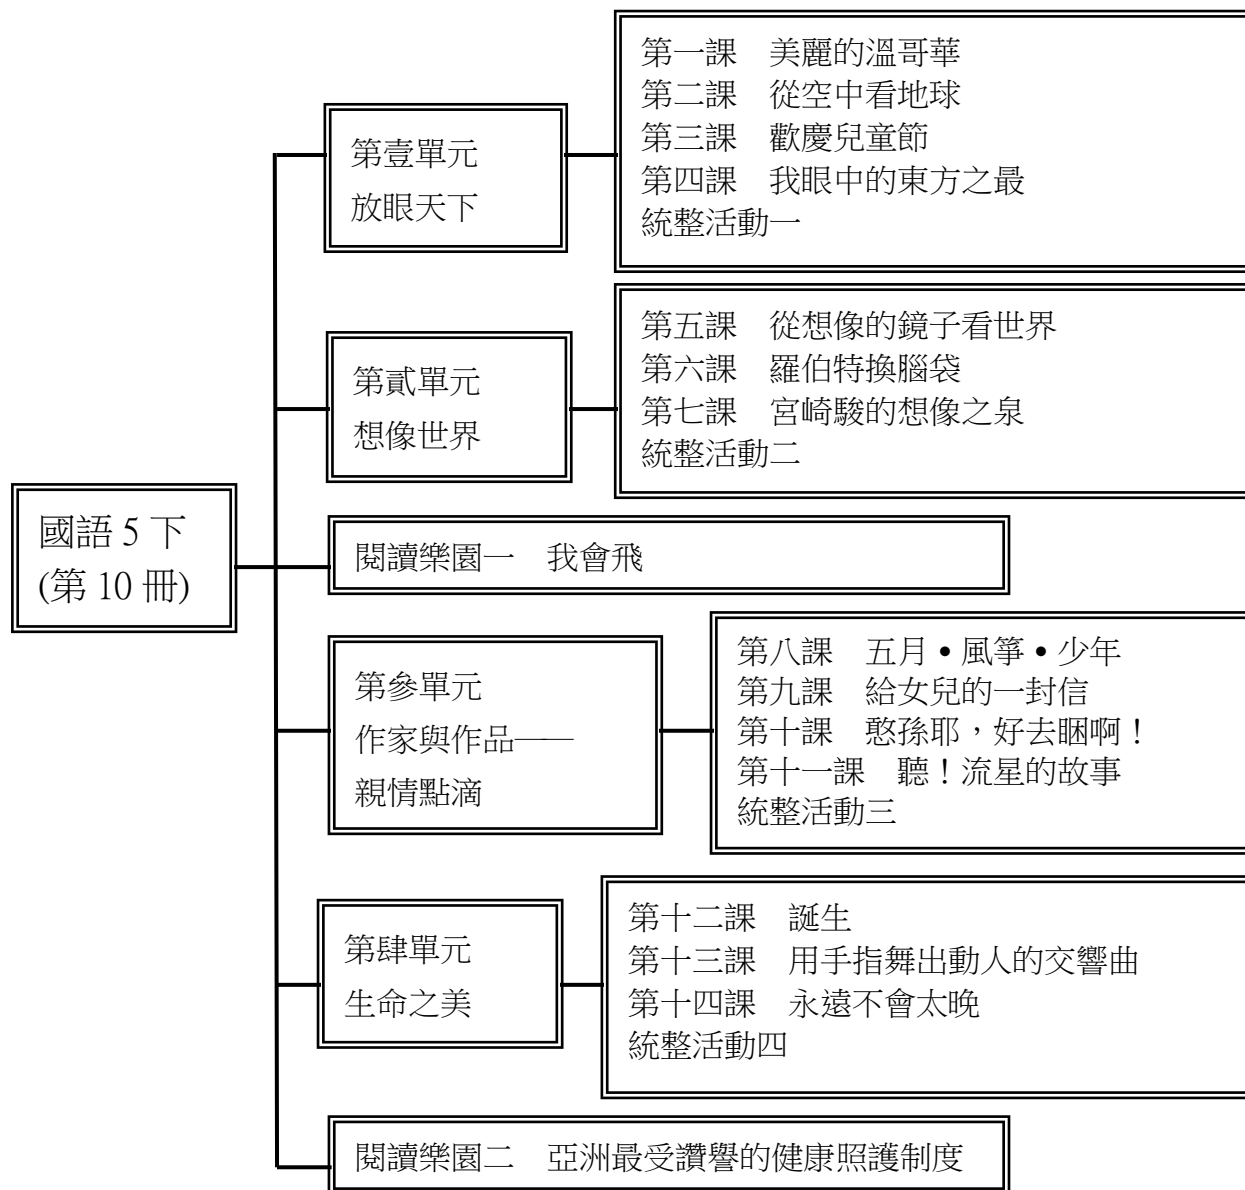 國語 5 下
(第 10 冊)
第壹單元
放眼天下
第一課　美麗的溫哥華
第二課　從空中看地球
第三課　歡慶兒童節
第四課　我眼中的東方之最
統整活動一
第貳單元
想像世界
第五課　從想像的鏡子看世界
第六課　羅伯特換腦袋
第七課　宮崎駿的想像之泉
統整活動二
閱讀樂園一　我會飛
第參單元
作家與作品——
親情點滴
第八課　五月•風箏•少年
第九課　給女兒的一封信
第十課　憨孫耶，好去睏啊！
第十一課　聽！流星的故事
統整活動三
第肆單元
生命之美
第十二課　誕生
第十三課　用手指舞出動人的交響曲
第十四課　永遠不會太晚
統整活動四
閱讀樂園二　亞洲最受讚譽的健康照護制度